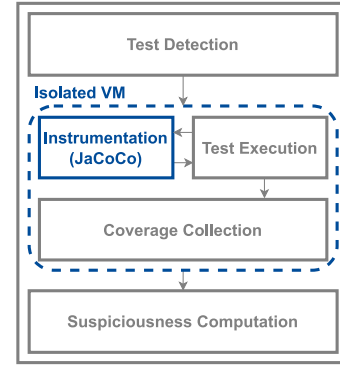 Test Detection
Isolated VM
Instrumentation
(JaCoCo)
Test Execution
Coverage Collection
Suspiciousness Computation